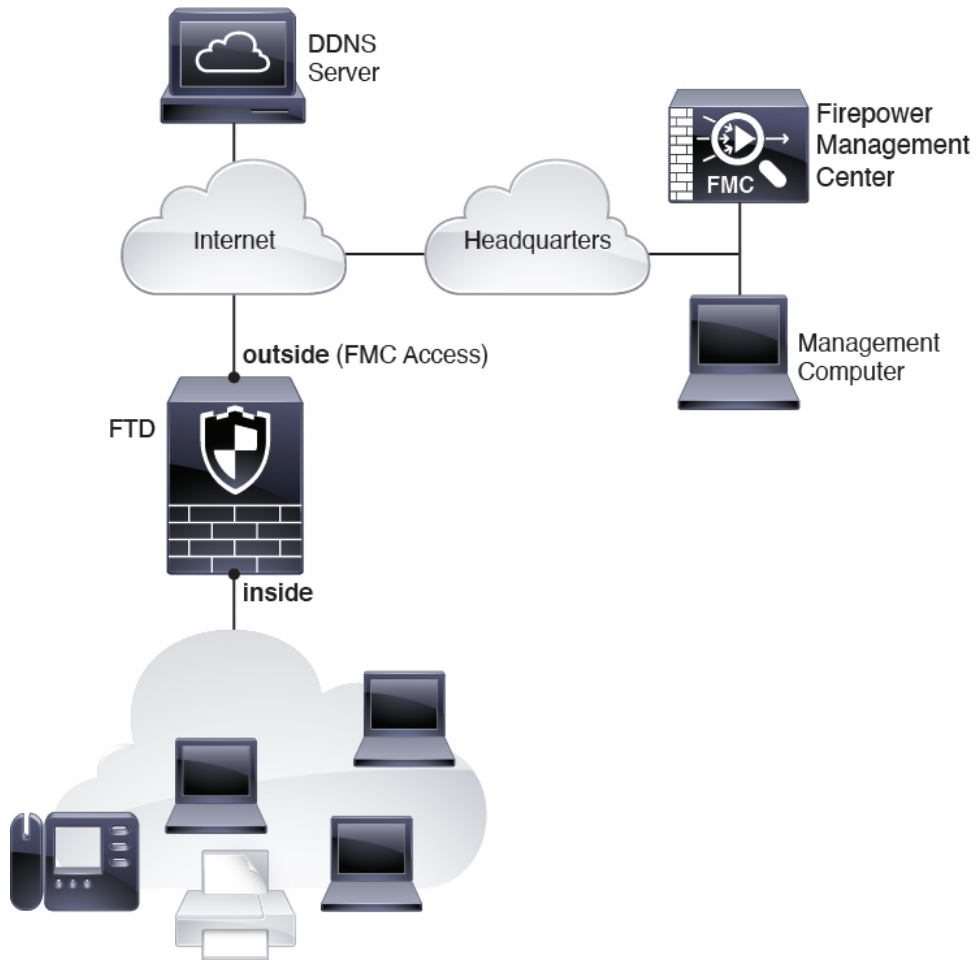 DDNS
Server
Firepower
Management
Center
FMC
Internet
Headquarters
outside (FMC Access)
Management
Computer
FTD
inside